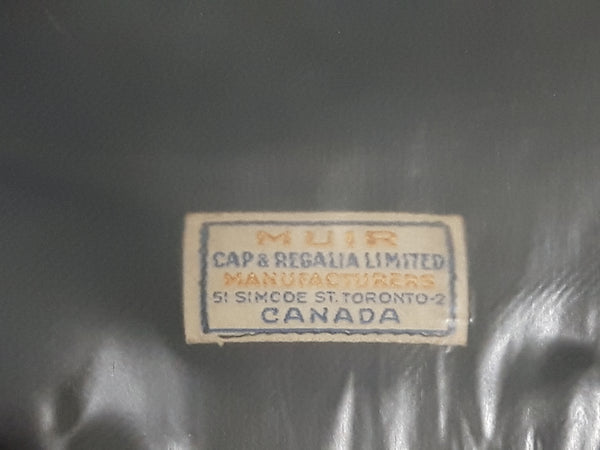 MUIR
CAP & REGALIA LIMITED
MANUFACTURERS
51 SIMCOE ST. TORONTO-2
CANADA